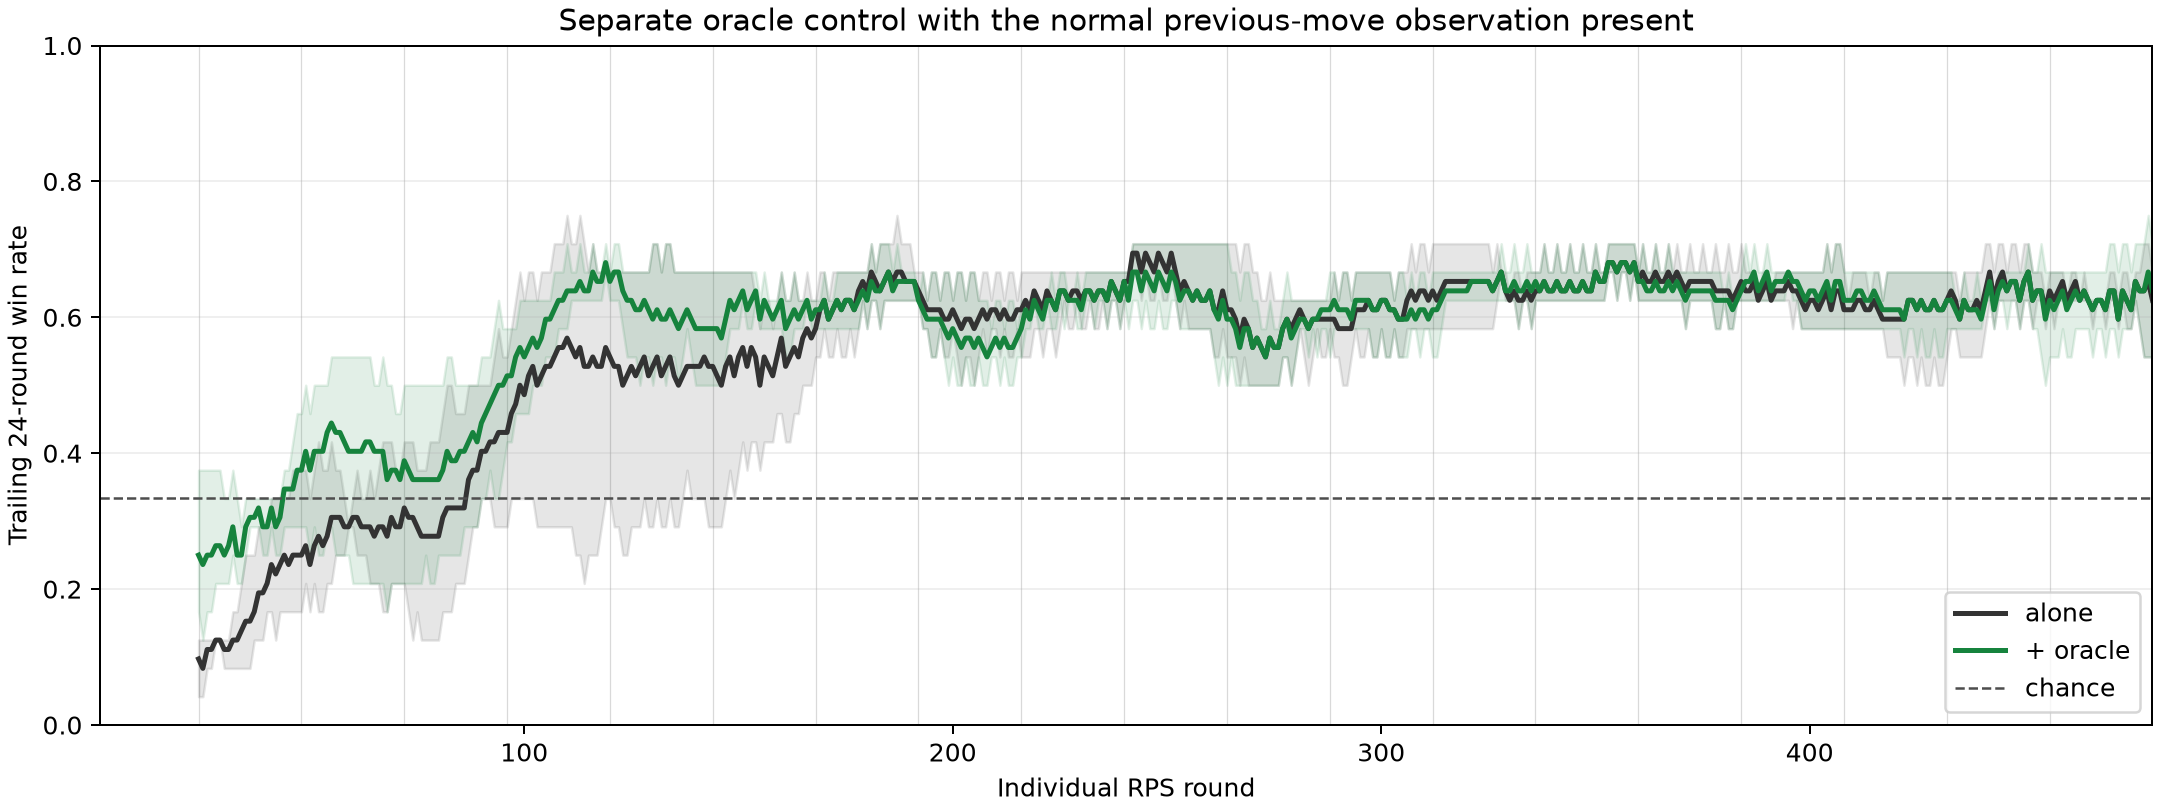 Separate oracle control with the normal previous-move observation present
1.0
0.8
0.6
0.4
0.2
0.0
Trailing 24-round win rate
100
200
300
400
Individual RPS round
alone
+ oracle
chance